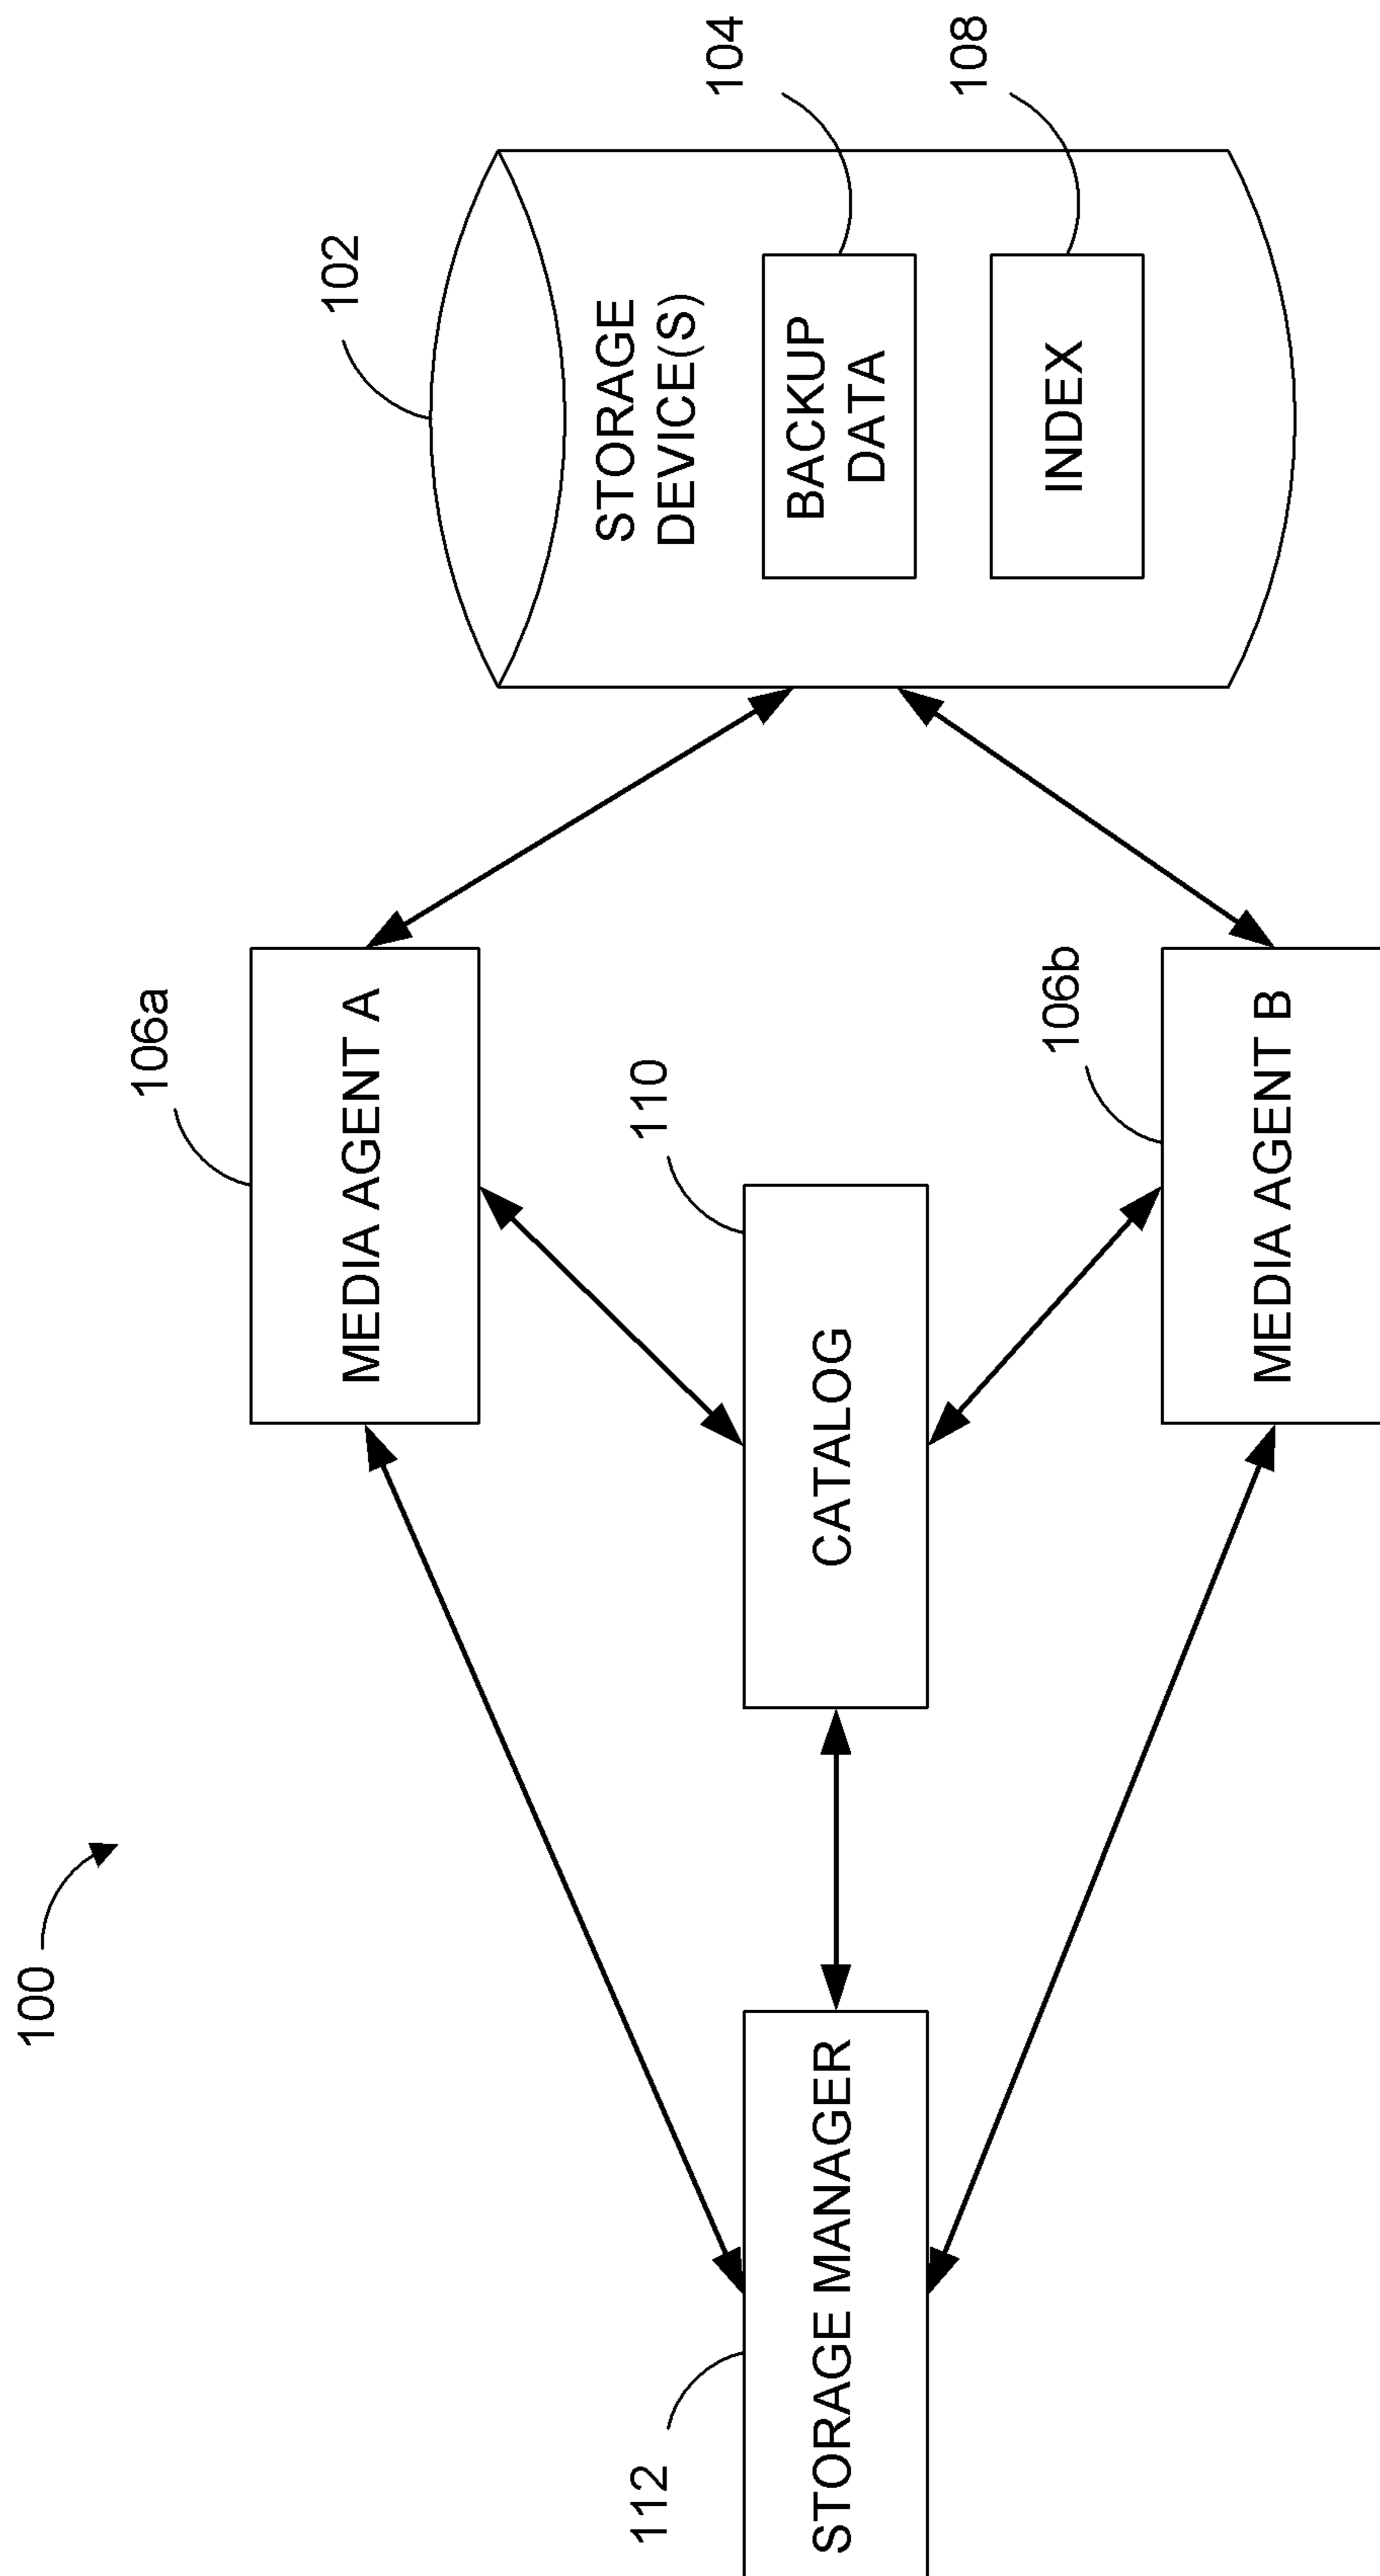 100
106a
102
MEDIA AGENT A
112
110
STORAGE
DEVICE(S)
104
BACKUP
DATA
STORAGE MANAGER
CATALOG
108
106b
INDEX
MEDIA AGENT B